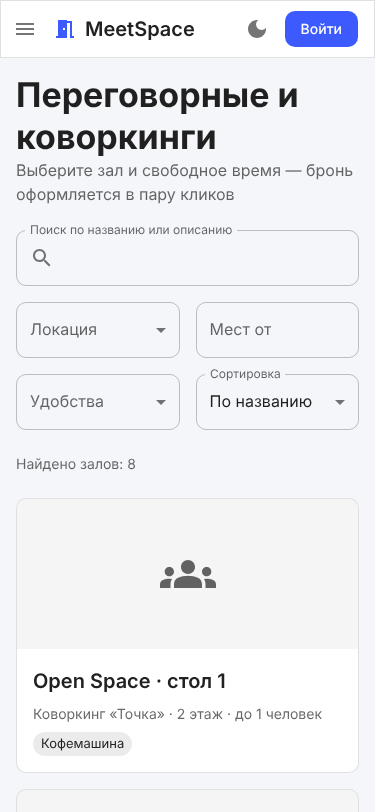 MeetSpace
Войти
Переговорные и
коворкинги
Выберите зал и свободное время — бронь
оформляется в пару кликов
Поиск по названию или описанию
Локация
Мест от
Сортировка
Удобства
По названию
Найдено залов: 8
Open Space · стол 1
Коворкинг «Точка» · 2 этаж · до 1 человек
Кофемашина